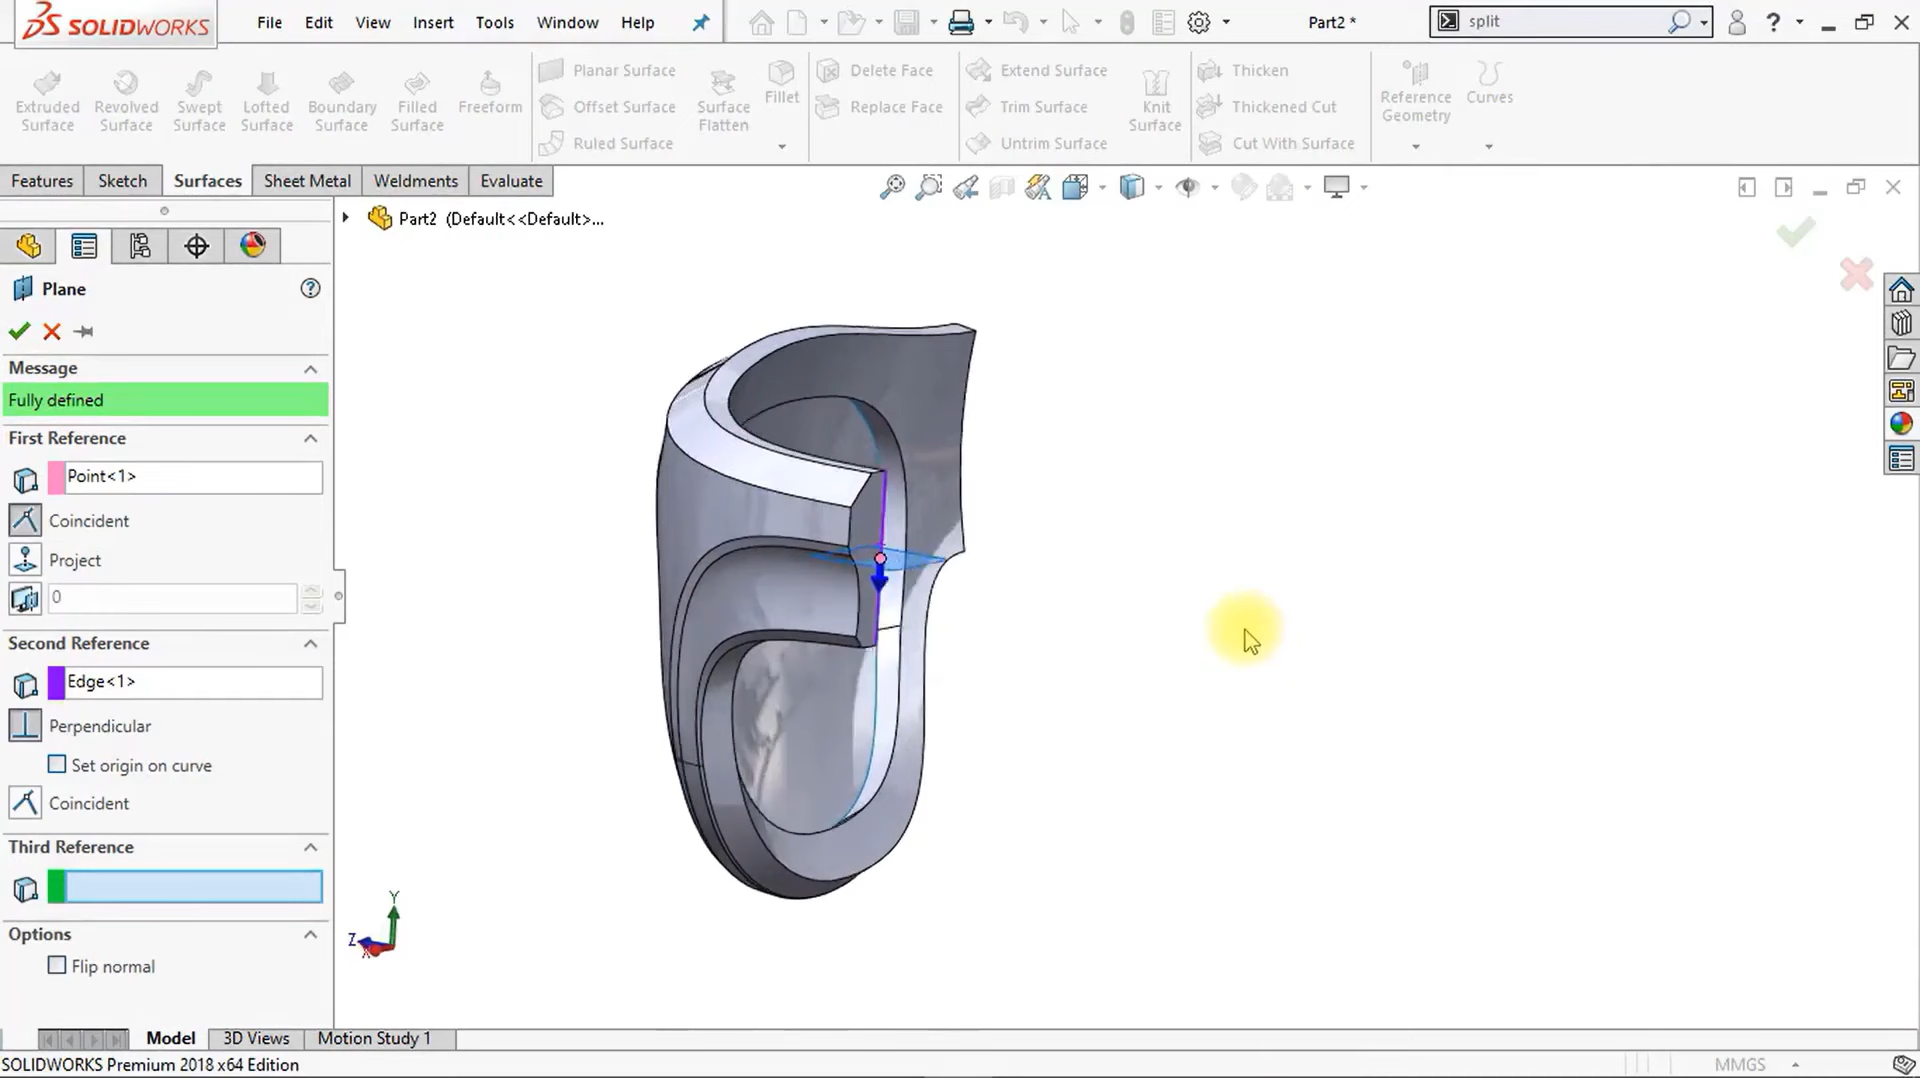 SOLIDWORKS File Edit View Insert Tools Window Help Part2 * split ?
Extruded Surface
Revolved Surface
Swept Surface
Lofted Surface
Boundary Surface
Filled Surface
Freeform
Planar Surface
Offset Surface
Ruled Surface
Surface Flatten
Fillet
Delete Face
Replace Face
Extend Surface
Trim Surface
Untrim Surface
Knit Surface
Thicken
Thickened Cut
Cut With Surface
Reference Geometry
Curves
Features Sketch Surfaces Sheet Metal Weldments Evaluate
Part2 (Default<<Default>...
Plane ?
Message
Fully defined
First Reference
Point<1>
Coincident
Project
0
Second Reference
Edge<1>
Perpendicular
Set origin on curve
Coincident
Third Reference
Options
Flip normal
Y
Z
X
Model 3D Views Motion Study 1
SOLIDWORKS Premium 2018 x64 Edition MMGS